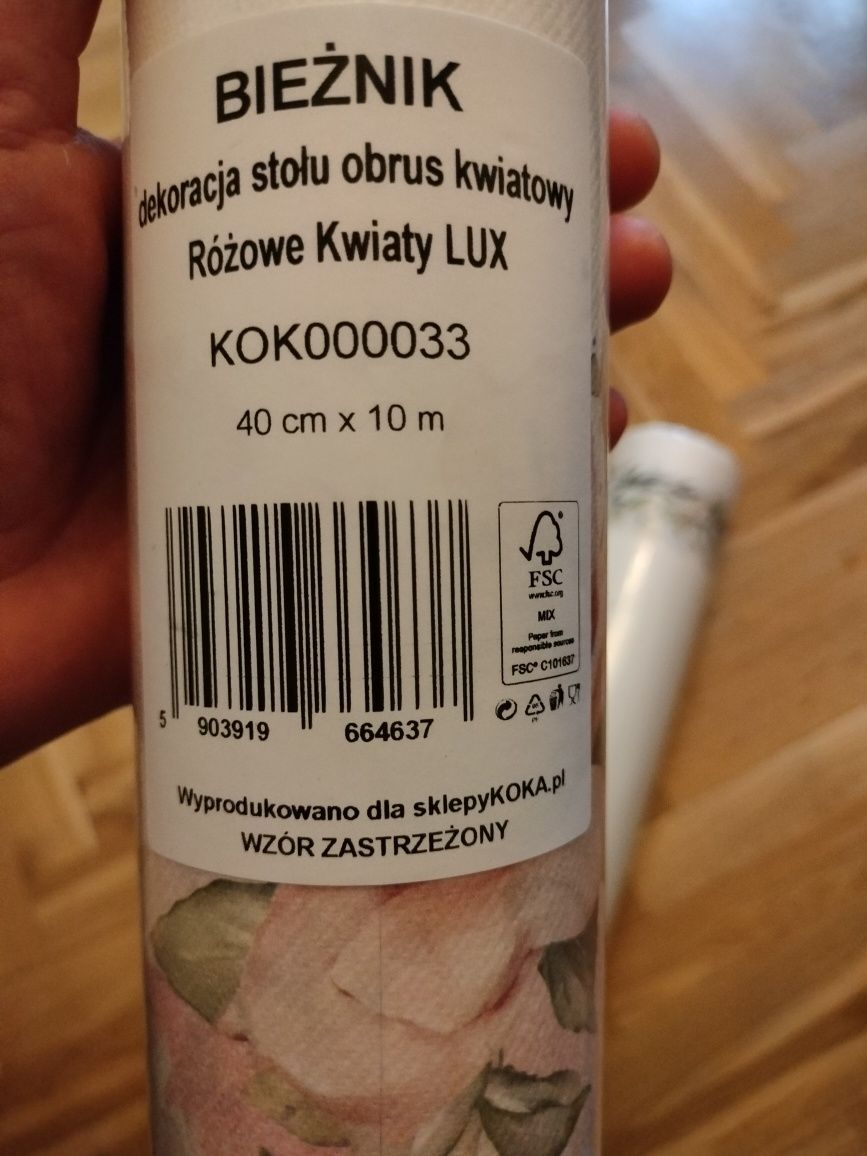 BIEŻNIK
dekoracja stołu obrus kwiatowy
Różowe Kwiaty LUX
KOK000033
40 cm x 10 m
FSC
www.fsc.org
MIX
Paper from
responsible sources
FSC® C101637
5 903919 664637
Wyprodukowano dla sklepyKOKA.pl
WZÓR ZASTRZEŻONY